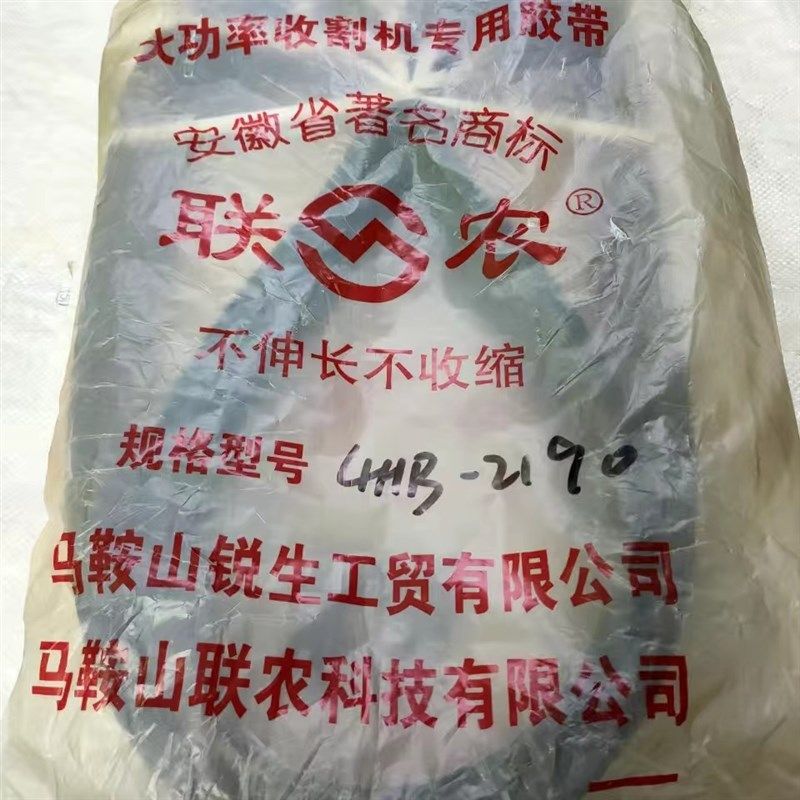 大功率收割机专用胶带
安徽省著名商标
联农®
不伸长不收缩
规格型号 4HB-2190
马鞍山锐生工贸有限公司
马鞍山联农科技有限公司